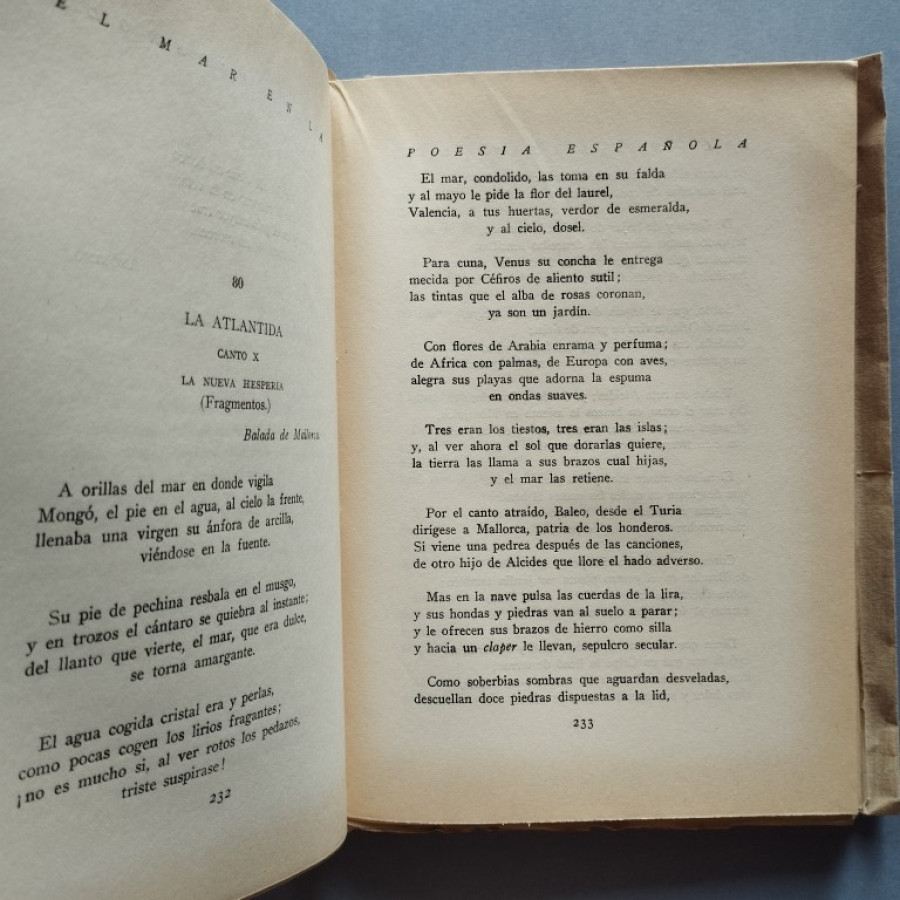 EL MAR EN LA
80
LA ATLANTIDA
CANTO X
LA NUEVA HESPERIA
(Fragmentos.)
Balada de Mallorca
A orillas del mar en donde vigila
Mongó, el pie en el agua, al cielo la frente,
llenaba una virgen su ánfora de arcilla,
viéndose en la fuente.
Su pie de pechina resbala en el musgo,
y en trozos el cántaro se quiebra al instante;
del llanto que vierte, el mar, que era dulce,
se torna amargante.
El agua cogida cristal era y perlas,
como pocas cogen los lirios fragantes;
¡no es mucho si, al ver rotos los pedazos,
triste suspirase!
232
POESIA ESPAÑOLA
El mar, condolido, las toma en su falda
y al mayo le pide la flor del laurel,
Valencia, a tus huertas, verdor de esmeralda,
y al cielo, dosel.
Para cuna, Venus su concha le entrega
mecida por Céfiros de aliento sutil;
las tintas que el alba de rosas coronan,
ya son un jardín.
Con flores de Arabia enrama y perfuma;
de Africa con palmas, de Europa con aves,
alegra sus playas que adorna la espuma
en ondas suaves.
Tres eran los tiestos, tres eran las islas;
y, al ver ahora el sol que dorarlas quiere,
la tierra las llama a sus brazos cual hijas,
y el mar las retiene.
Por el canto atraído, Baleo, desde el Turia
dirígese a Mallorca, patria de los honderos.
Si viene una pedrea después de las canciones,
de otro hijo de Alcides que llore el hado adverso.
Mas en la nave pulsa las cuerdas de la lira,
y sus hondas y piedras van al suelo a parar;
y le ofrecen sus brazos de hierro como silla
y hacia un claper le llevan, sepulcro secular.
Como soberbias sombras que aguardan desveladas,
descuellan doce piedras dispuestas a la lid,
233